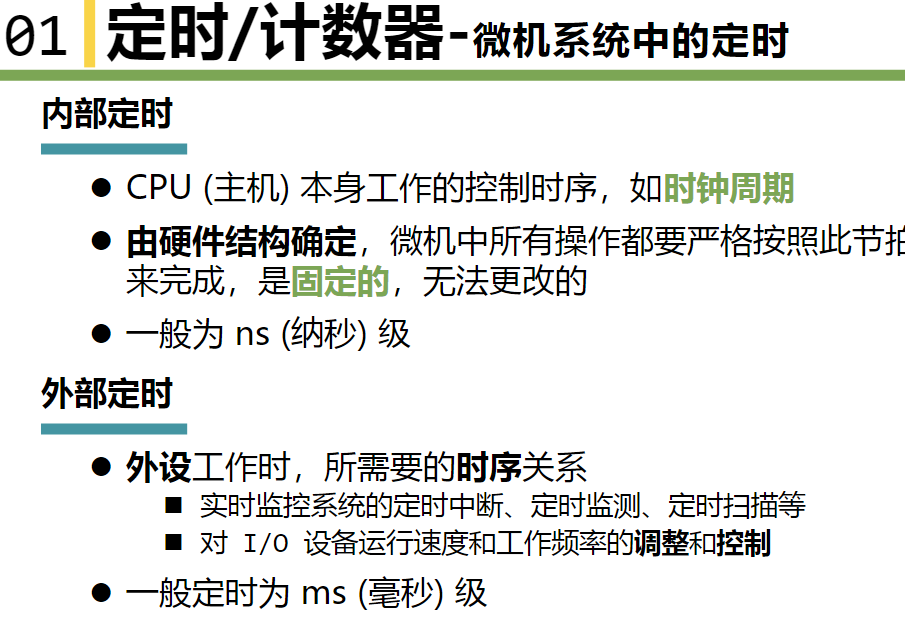 01 定时/计数器-微机系统中的定时
内部定时
● CPU (主机) 本身工作的控制时序，如时钟周期
● 由硬件结构确定，微机中所有操作都要严格按照此节拍
来完成，是固定的，无法更改的
● 一般为 ns (纳秒) 级
外部定时
● 外设工作时，所需要的时序关系
■ 实时监控系统的定时中断、定时监测、定时扫描等
■ 对 I/O 设备运行速度和工作频率的调整和控制
● 一般定时为 ms (毫秒) 级